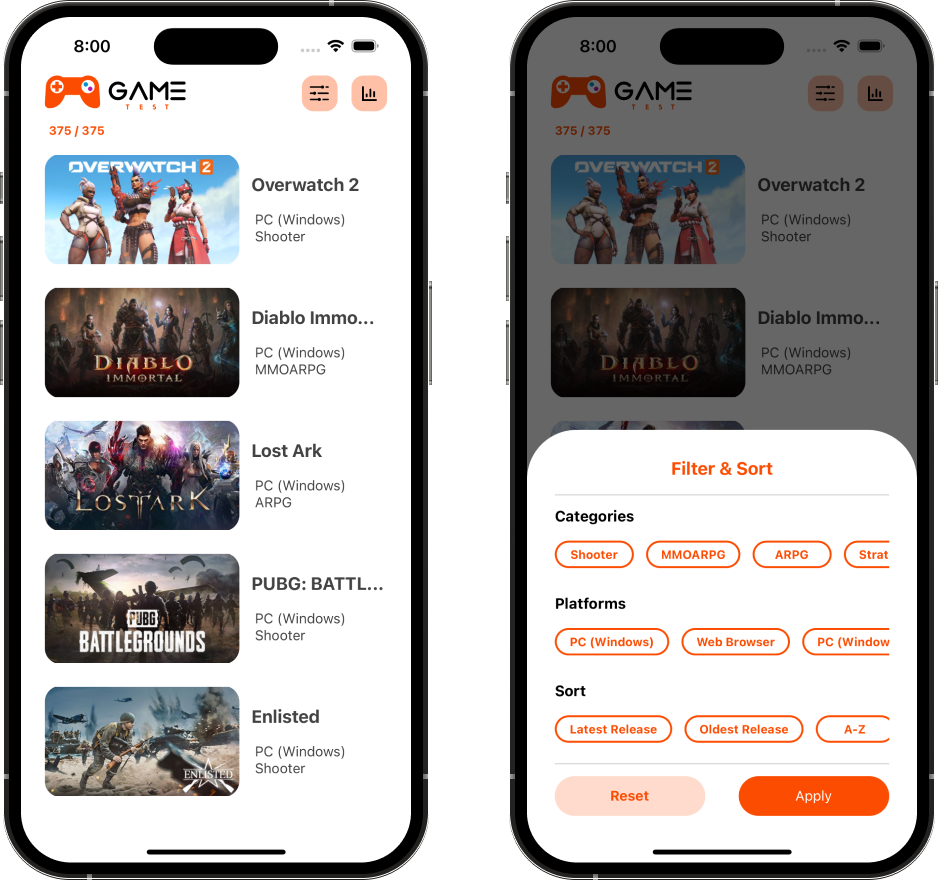 8:00
GAME
TEST
375 / 375
OVERWATCH 2
Overwatch 2
PC (Windows)
Shooter
DIABLO
IMMORTAL
Diablo Immo...
PC (Windows)
MMOARPG
LOST ARK
Lost Ark
PC (Windows)
ARPG
PUBG
BATTLEGROUNDS
PUBG: BATTL...
PC (Windows)
Shooter
ENLISTED
Enlisted
PC (Windows)
Shooter
8:00
GAME
TEST
375 / 375
OVERWATCH 2
Overwatch 2
PC (Windows)
Shooter
DIABLO
IMMORTAL
Diablo Immo...
PC (Windows)
MMOARPG
Filter & Sort
Categories
Shooter MMOARPG ARPG Strat
Platforms
PC (Windows) Web Browser PC (Window
Sort
Latest Release Oldest Release A-Z
Reset Apply